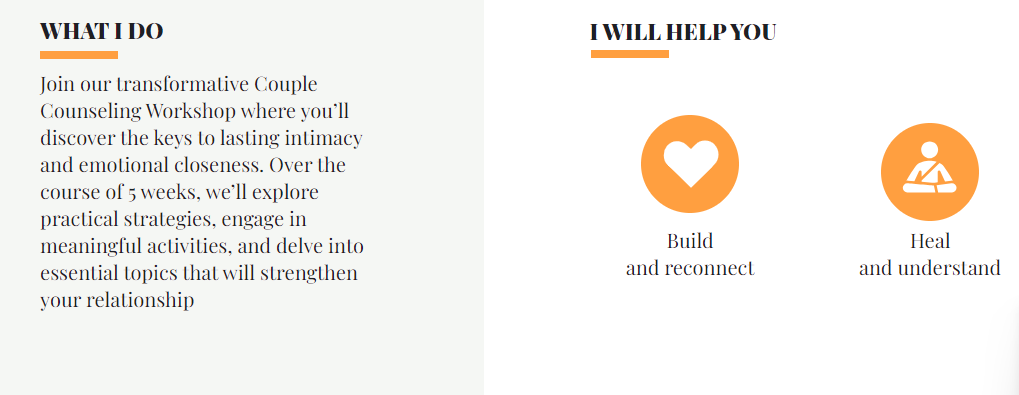 WHAT I DO
Join our transformative Couple
Counseling Workshop where you’ll
discover the keys to lasting intimacy
and emotional closeness. Over the
course of 5 weeks, we’ll explore
practical strategies, engage in
meaningful activities, and delve into
essential topics that will strengthen
your relationship
I WILL HELP YOU
Build
and reconnect
Heal
and understand